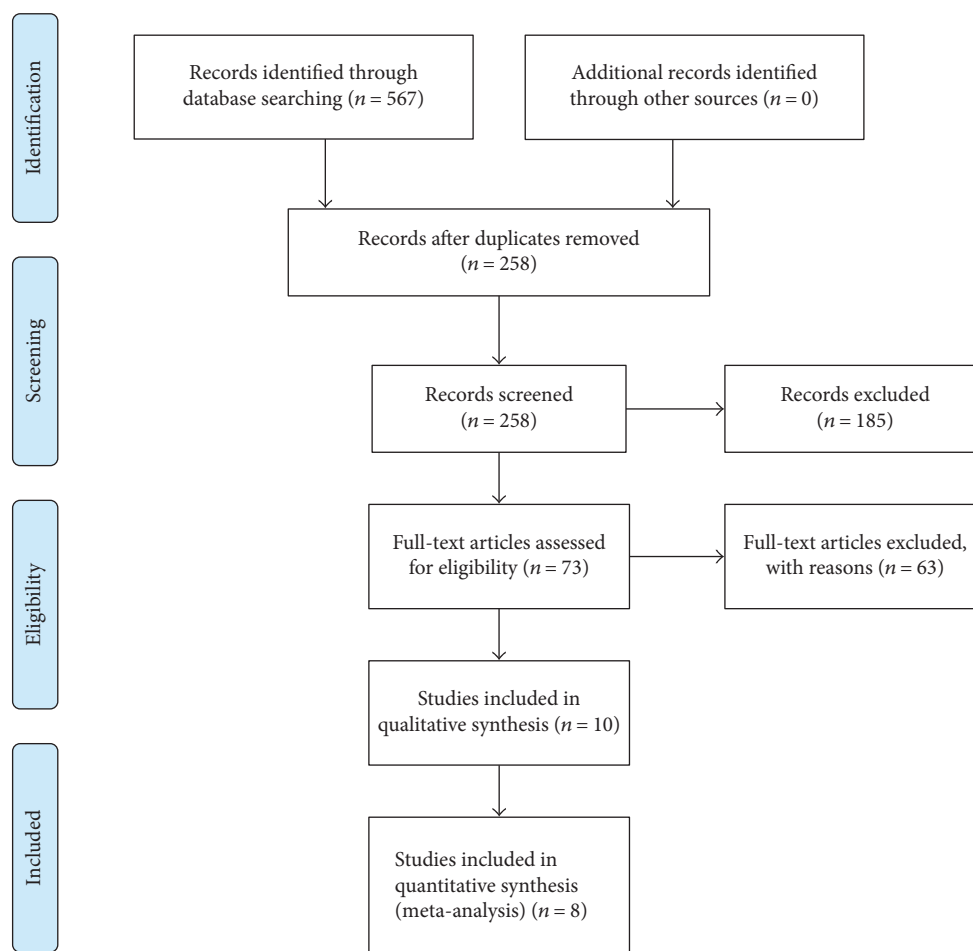 Identification
Records identified through
database searching (n = 567)
Additional records identified
through other sources (n = 0)
Records after duplicates removed
(n = 258)
Screening
Records screened
(n = 258)
Records excluded
(n = 185)
Eligibility
Full-text articles assessed
for eligibility (n = 73)
Full-text articles excluded,
with reasons (n = 63)
Studies included in
qualitative synthesis (n = 10)
Included
Studies included in
quantitative synthesis
(meta-analysis) (n = 8)